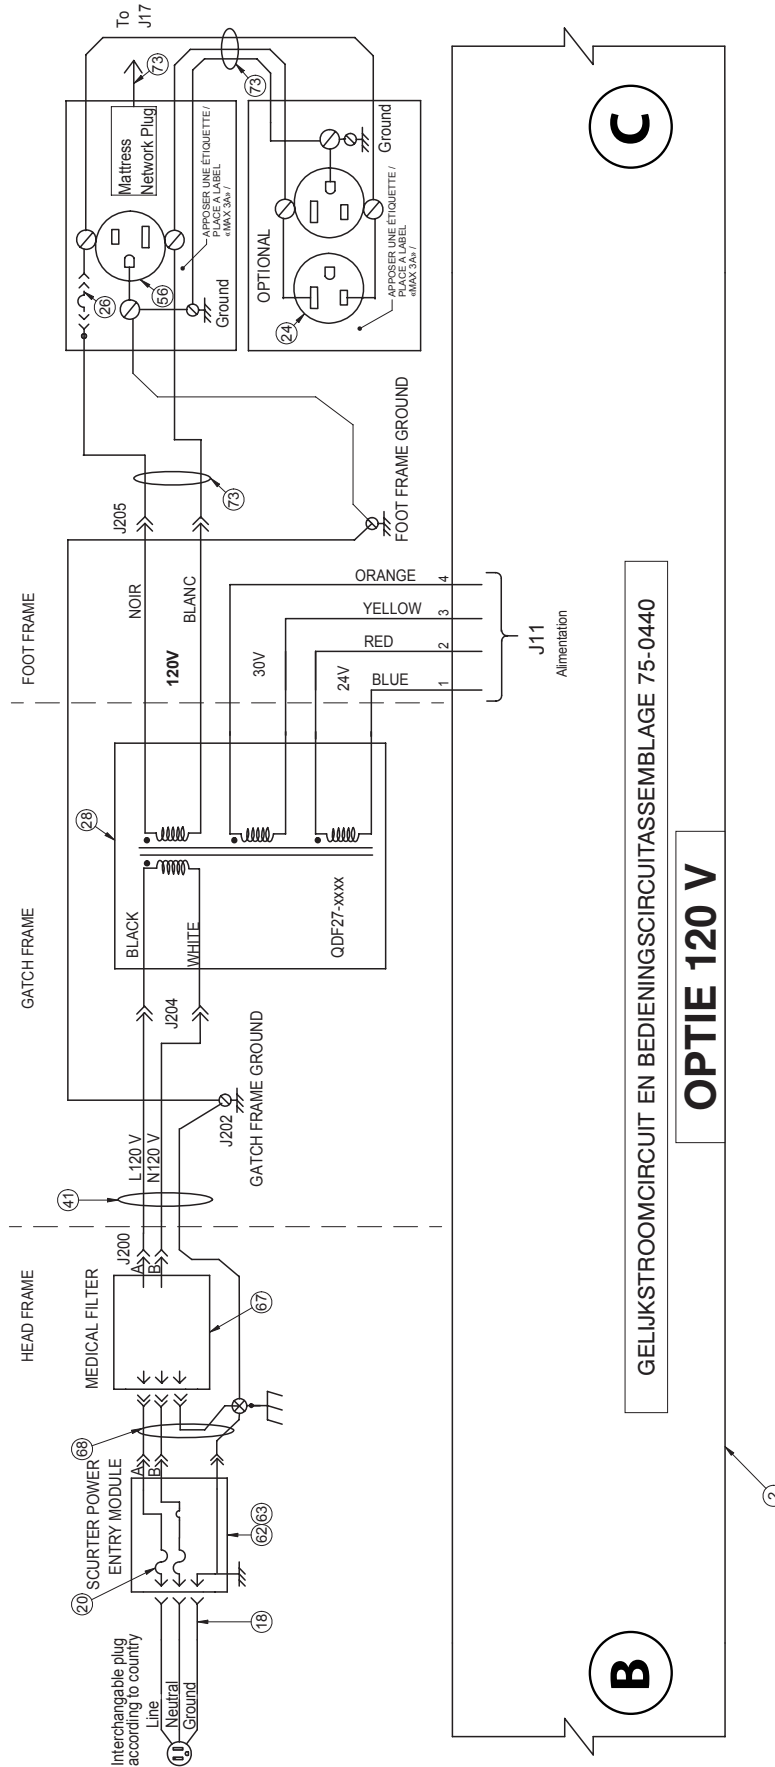 HEAD FRAME
GATCH FRAME
FOOT FRAME
Interchangable plug
according to country
Line
Neutral
Ground
18
20
SCURTER POWER
ENTRY MODULE
62
63
A
B
68
MEDICAL FILTER
67
J200
A
B
41
L120 V
N120 V
J202
GATCH FRAME GROUND
J204
BLACK
WHITE
28
QDF27-xxxx
NOIR
120V
BLANC
30V
24V
ORANGE
YELLOW
RED
BLUE
4
3
2
1
J11
Alimentation
J205
73
FOOT FRAME GROUND
26
56
Mattress
Network Plug
APPOSER UNE ÉTIQUETTE /
PLACE A LABEL
«MAX 3A» /
Ground
To
J17
73
73
OPTIONAL
24
APPOSER UNE ÉTIQUETTE /
PLACE A LABEL
«MAX 3A» /
Ground
B
C
GELIJKSTROOMCIRCUIT EN BEDIENINGSCIRCUITASSEMBLAGE 75-0440
OPTIE 120 V
2